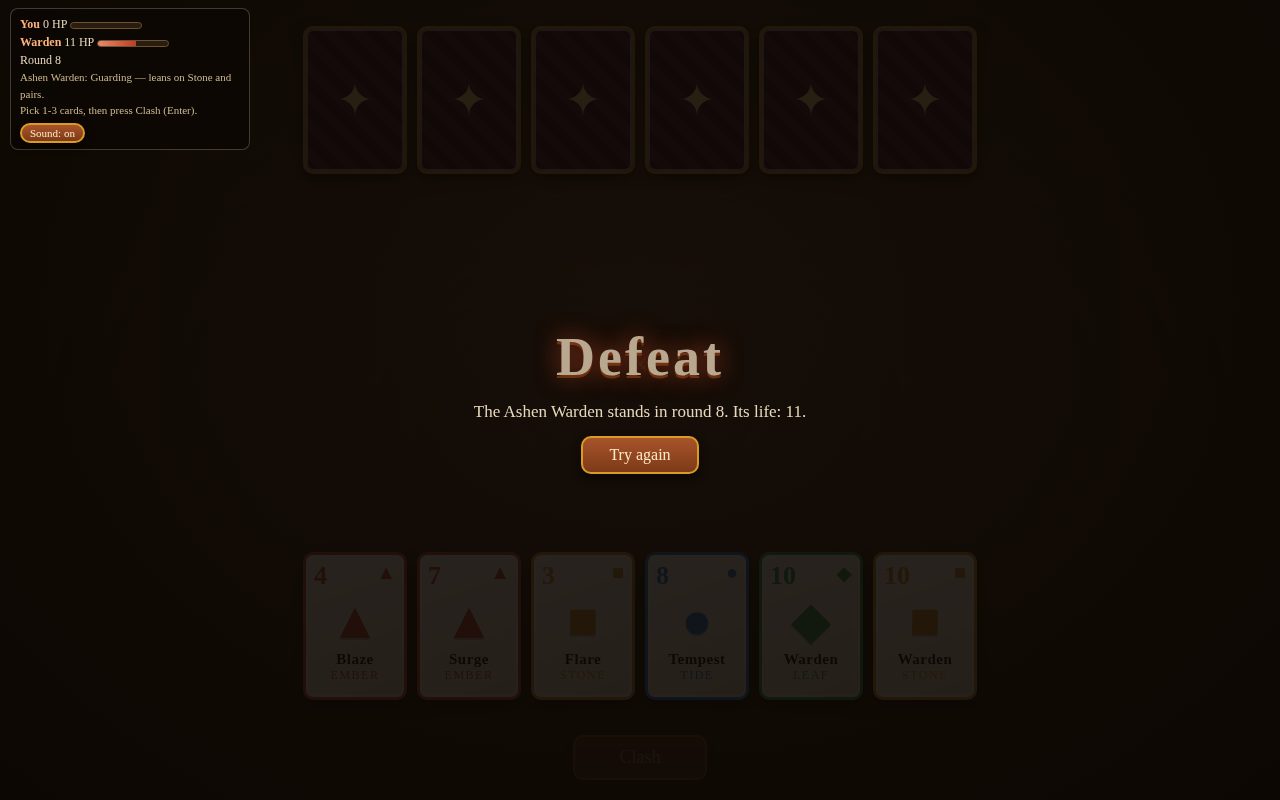 You 0 HP
Warden 11 HP
Round 8
Ashen Warden: Guarding — leans on Stone and
pairs.
Pick 1-3 cards, then press Clash (Enter).
Sound: on
Defeat
The Ashen Warden stands in round 8. Its life: 11.
Try again
4
Blaze
EMBER
7
Surge
EMBER
3
Flare
STONE
8
Tempest
TIDE
10
Warden
LEAF
10
Warden
STONE
Clash